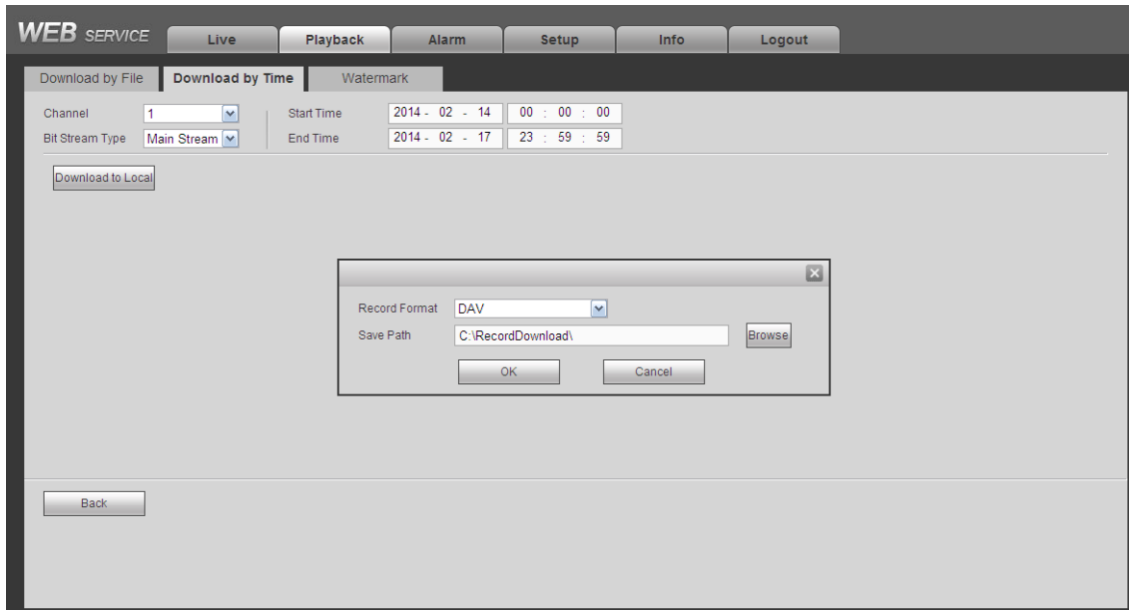 WEB SERVICE Live Playback Alarm Setup Info Logout
Download by File Download by Time Watermark
Channel 1 Start Time 2014 - 02 - 14 00 : 00 : 00
Bit Stream Type Main Stream End Time 2014 - 02 - 17 23 : 59 : 59
Download to Local
Record Format DAV
Save Path C:\RecordDownload\ Browse
OK Cancel
Back